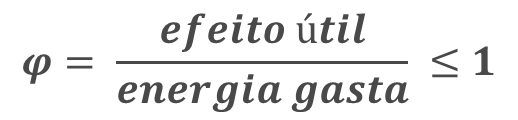 φ = efeito útil / energia gasta ≤ 1